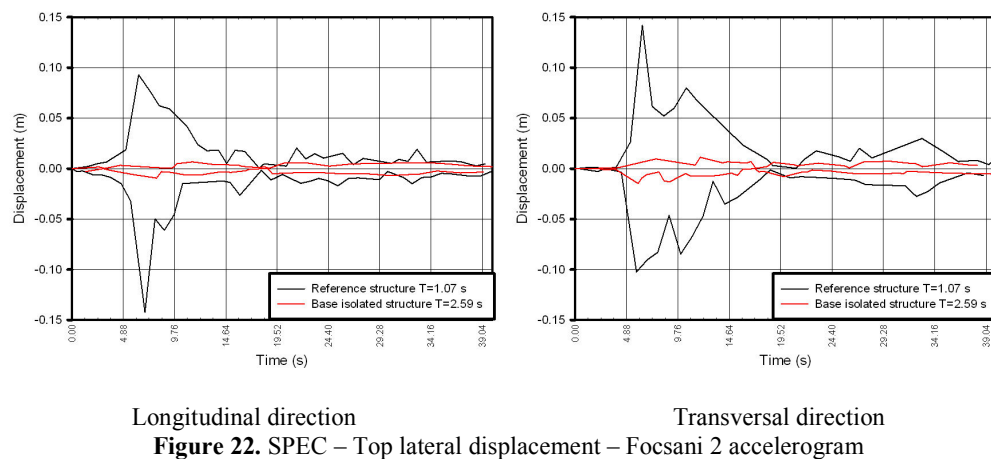 0.15
0.10
0.05
0.00
-0.05
-0.10
-0.15
Displacement (m)
Reference structure T=1.07 s
Base isolated structure T=2.59 s
0.00
4.88
9.76
14.64
19.52
24.40
29.28
34.16
39.04
Time (s)
0.15
0.10
0.05
0.00
-0.05
-0.10
-0.15
Displacement (m)
Reference structure T=1.07 s
Base isolated structure T=2.59 s
0.00
4.88
9.76
14.64
19.52
24.40
29.28
34.16
39.04
Time (s)
Longitudinal direction
Transversal direction
Figure 22. SPEC – Top lateral displacement – Focsani 2 accelerogram